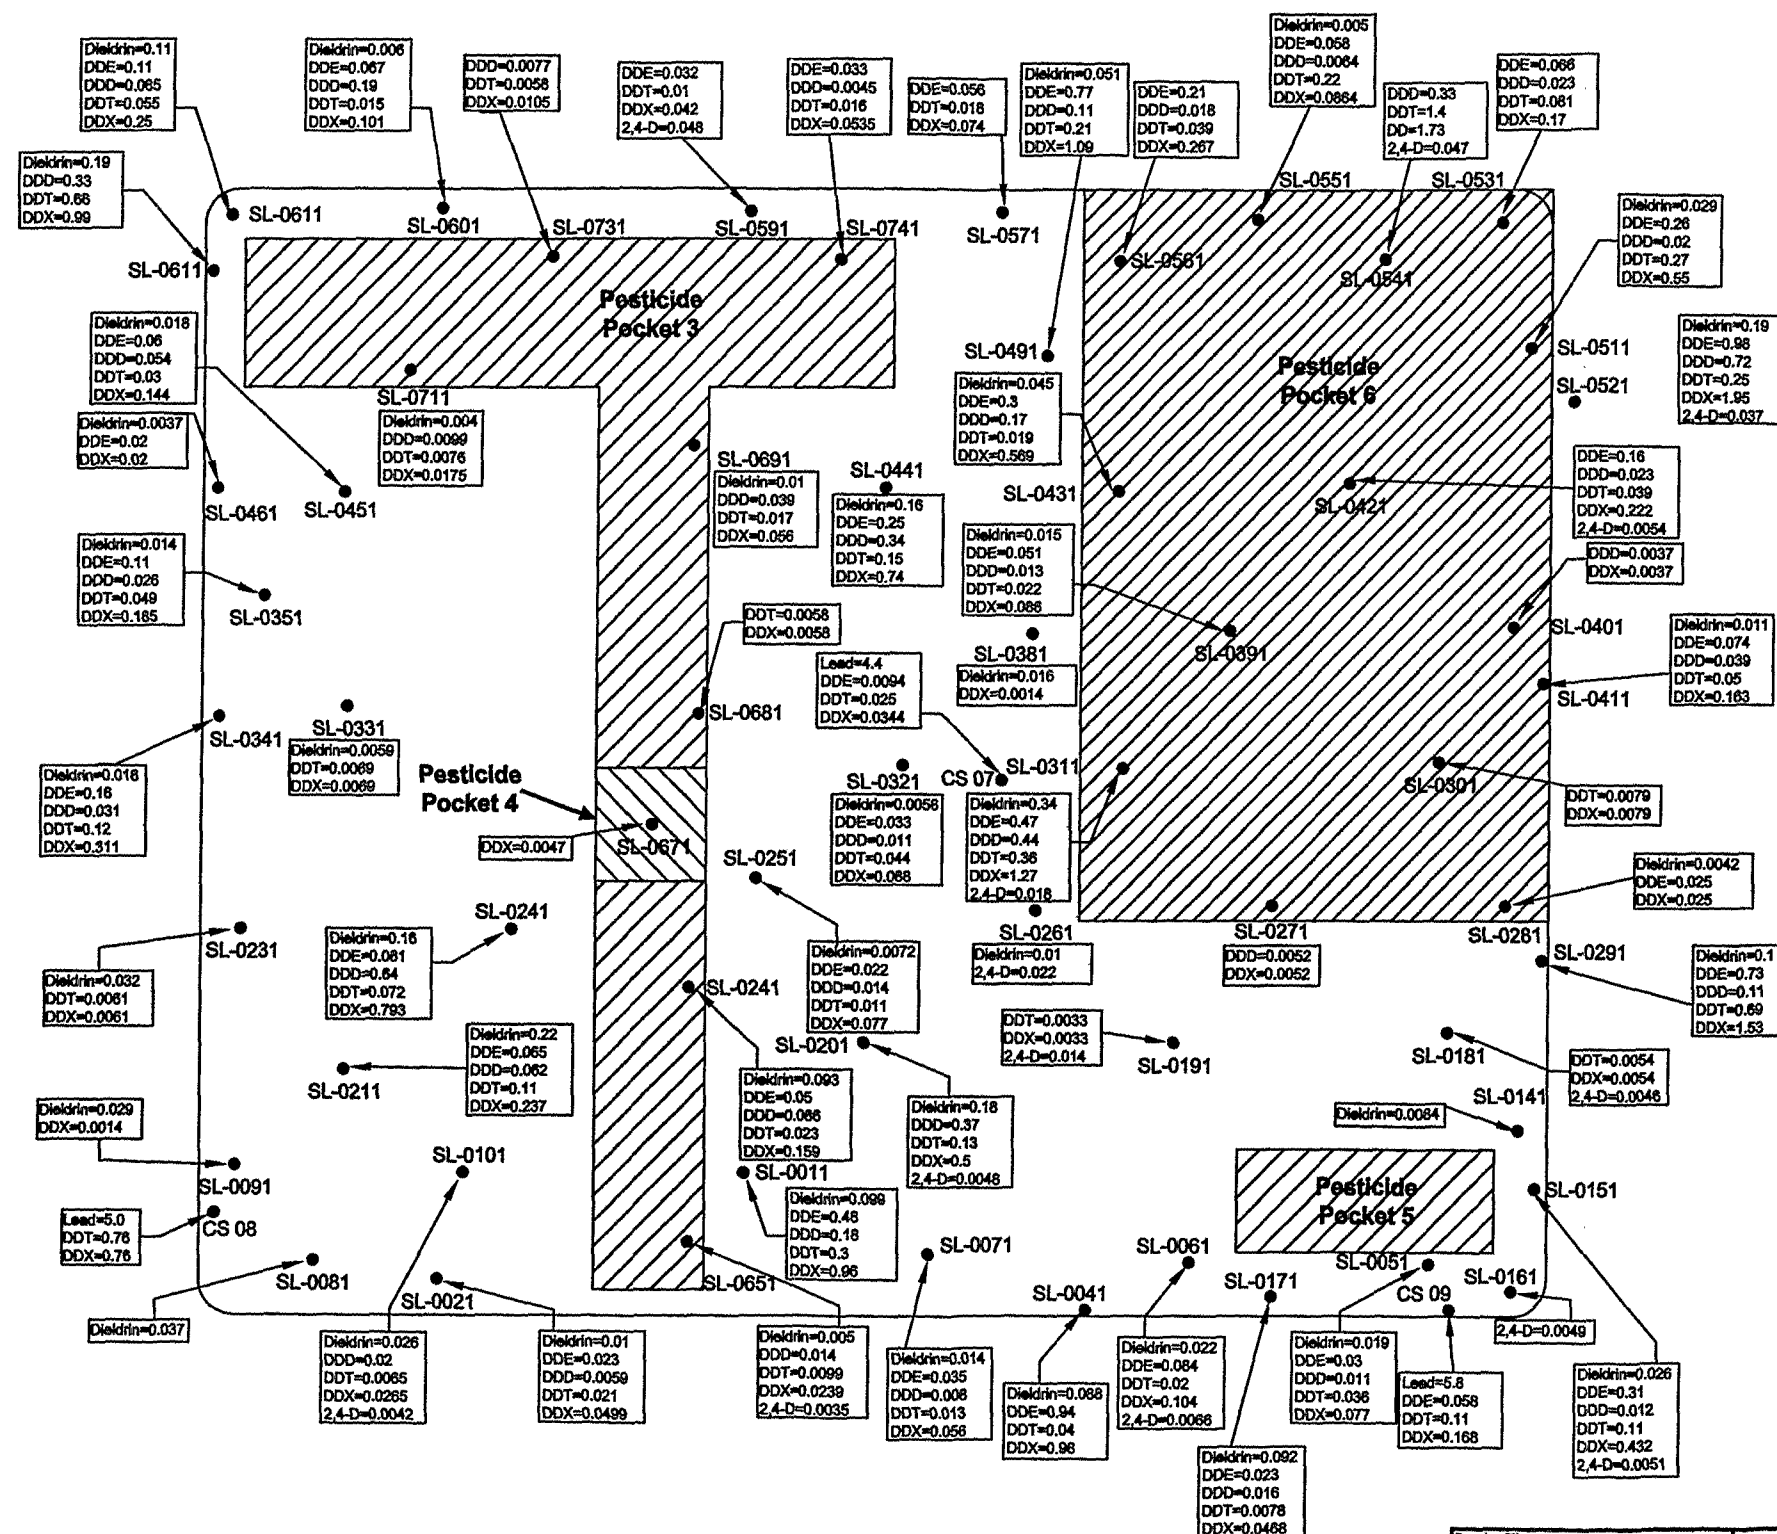 Dieldrin=0.11
DDE=0.11
DDD=0.085
DDT=0.055
DDX=0.25
Dieldrin=0.006
DDE=0.067
DDD=0.19
DDT=0.015
DDX=0.101
DDD=0.0077
DDT=0.0058
DDX=0.0105
DDE=0.032
DDT=0.01
DDX=0.042
2,4-D=0.048
DDE=0.033
DDD=0.0045
DDT=0.016
DDX=0.0535
DDE=0.056
DDT=0.018
DDX=0.074
Dieldrin=0.051
DDE=0.77
DDD=0.11
DDT=0.21
DDX=1.09
DDE=0.21
DDD=0.018
DDT=0.039
DDX=0.267
Dieldrin=0.005
DDE=0.058
DDD=0.0064
DDT=0.22
DDX=0.0864
DDD=0.33
DDT=1.4
DD=1.73
2,4-D=0.047
DDE=0.066
DDD=0.023
DDT=0.081
DDX=0.17
Dieldrin=0.19
DDD=0.33
DDT=0.66
DDX=0.99
SL-0611
SL-0601
SL-0731
SL-0591
SL-0741
SL-0571
SL-0551
SL-0531
SL-0611
SL-0561
SL-0541
Dieldrin=0.029
DDE=0.26
DDD=0.02
DDT=0.27
DDX=0.55
Pesticide
Pocket 3
Dieldrin=0.018
DDE=0.06
DDD=0.054
DDT=0.03
DDX=0.144
SL-0491
Pesticide
Pocket 6
SL-0511
SL-0521
Dieldrin=0.19
DDE=0.98
DDD=0.72
DDT=0.25
DDX=1.95
2,4-D=0.037
SL-0711
Dieldrin=0.004
DDD=0.0099
DDT=0.0076
DDX=0.0175
Dieldrin=0.045
DDE=0.3
DDD=0.17
DDT=0.019
DDX=0.569
Dieldrin=0.0037
DDE=0.02
DDX=0.02
SL-0461
SL-0451
SL-0691
Dieldrin=0.01
DDD=0.039
DDT=0.017
DDX=0.056
SL-0441
Dieldrin=0.16
DDE=0.25
DDD=0.34
DDT=0.15
DDX=0.74
SL-0431
SL-0421
DDE=0.16
DDD=0.023
DDT=0.039
DDX=0.222
2,4-D=0.0054
Dieldrin=0.014
DDE=0.11
DDD=0.026
DDT=0.049
DDX=0.185
SL-0351
Dieldrin=0.015
DDE=0.051
DDD=0.013
DDT=0.022
DDX=0.086
DDD=0.0037
DDX=0.0037
DDT=0.0058
DDX=0.0058
SL-0381
Dieldrin=0.016
DDX=0.0014
SL-0391
SL-0401
Dieldrin=0.011
DDE=0.074
DDD=0.039
DDT=0.05
DDX=0.163
SL-0411
Lead=4.4
DDE=0.0094
DDT=0.025
DDX=0.0344
SL-0341
SL-0331
Dieldrin=0.0059
DDT=0.0069
DDX=0.0069
SL-0681
Dieldrin=0.018
DDE=0.16
DDD=0.031
DDT=0.12
DDX=0.311
Pesticide
Pocket 4
SL-0321
Dieldrin=0.0056
DDE=0.033
DDD=0.011
DDT=0.044
DDX=0.088
CS 07
SL-0311
Dieldrin=0.34
DDE=0.47
DDD=0.44
DDT=0.36
DDX=1.27
2,4-D=0.018
SL-0301
DDT=0.0079
DDX=0.0079
DDX=0.0047
SL-0671
SL-0251
Dieldrin=0.0042
DDE=0.025
DDX=0.025
SL-0231
Dieldrin=0.032
DDT=0.0061
DDX=0.0061
SL-0241
Dieldrin=0.16
DDE=0.081
DDD=0.64
DDT=0.072
DDX=0.793
SL-0261
Dieldrin=0.01
2,4-D=0.022
SL-0271
DDD=0.0052
DDX=0.0052
SL-0281
SL-0291
Dieldrin=0.1
DDE=0.73
DDD=0.11
DDT=0.69
DDX=1.53
Dieldrin=0.0072
DDE=0.022
DDD=0.014
DDT=0.011
DDX=0.077
SL-0241
SL-0211
Dieldrin=0.22
DDE=0.065
DDD=0.062
DDT=0.11
DDX=0.237
SL-0201
DDT=0.0033
DDX=0.0033
2,4-D=0.014
SL-0191
SL-0181
DDT=0.0054
DDX=0.0054
2,4-D=0.0046
Dieldrin=0.093
DDE=0.05
DDD=0.086
DDT=0.023
DDX=0.159
Dieldrin=0.18
DDD=0.37
DDT=0.13
DDX=0.5
2,4-D=0.0048
SL-0141
Dieldrin=0.0084
Dieldrin=0.029
DDX=0.0014
SL-0091
CS 08
Lead=5.0
DDT=0.76
DDX=0.76
SL-0101
SL-0011
Dieldrin=0.099
DDE=0.48
DDD=0.18
DDT=0.3
DDX=0.96
Pesticide
Pocket 5
SL-0151
SL-0081
Dieldrin=0.037
SL-0021
SL-0651
SL-0071
SL-0041
SL-0061
SL-0171
SL-0051
CS 09
SL-0161
2,4-D=0.0049
Dieldrin=0.026
DDD=0.02
DDT=0.0065
DDX=0.0265
2,4-D=0.0042
Dieldrin=0.01
DDE=0.023
DDD=0.0059
DDT=0.021
DDX=0.0499
Dieldrin=0.005
DDD=0.014
DDT=0.0099
DDX=0.0239
2,4-D=0.0035
Dieldrin=0.014
DDE=0.035
DDD=0.008
DDT=0.013
DDX=0.056
Dieldrin=0.088
DDE=0.94
DDT=0.04
DDX=0.98
Dieldrin=0.022
DDE=0.084
DDT=0.02
DDX=0.104
2,4-D=0.0066
Dieldrin=0.092
DDE=0.023
DDD=0.016
DDT=0.0078
DDX=0.0468
Dieldrin=0.019
DDE=0.03
DDD=0.011
DDT=0.036
DDX=0.077
Lead=5.8
DDE=0.058
DDT=0.11
DDX=0.168
Dieldrin=0.026
DDE=0.31
DDD=0.012
DDT=0.11
DDX=0.432
2,4-D=0.0051